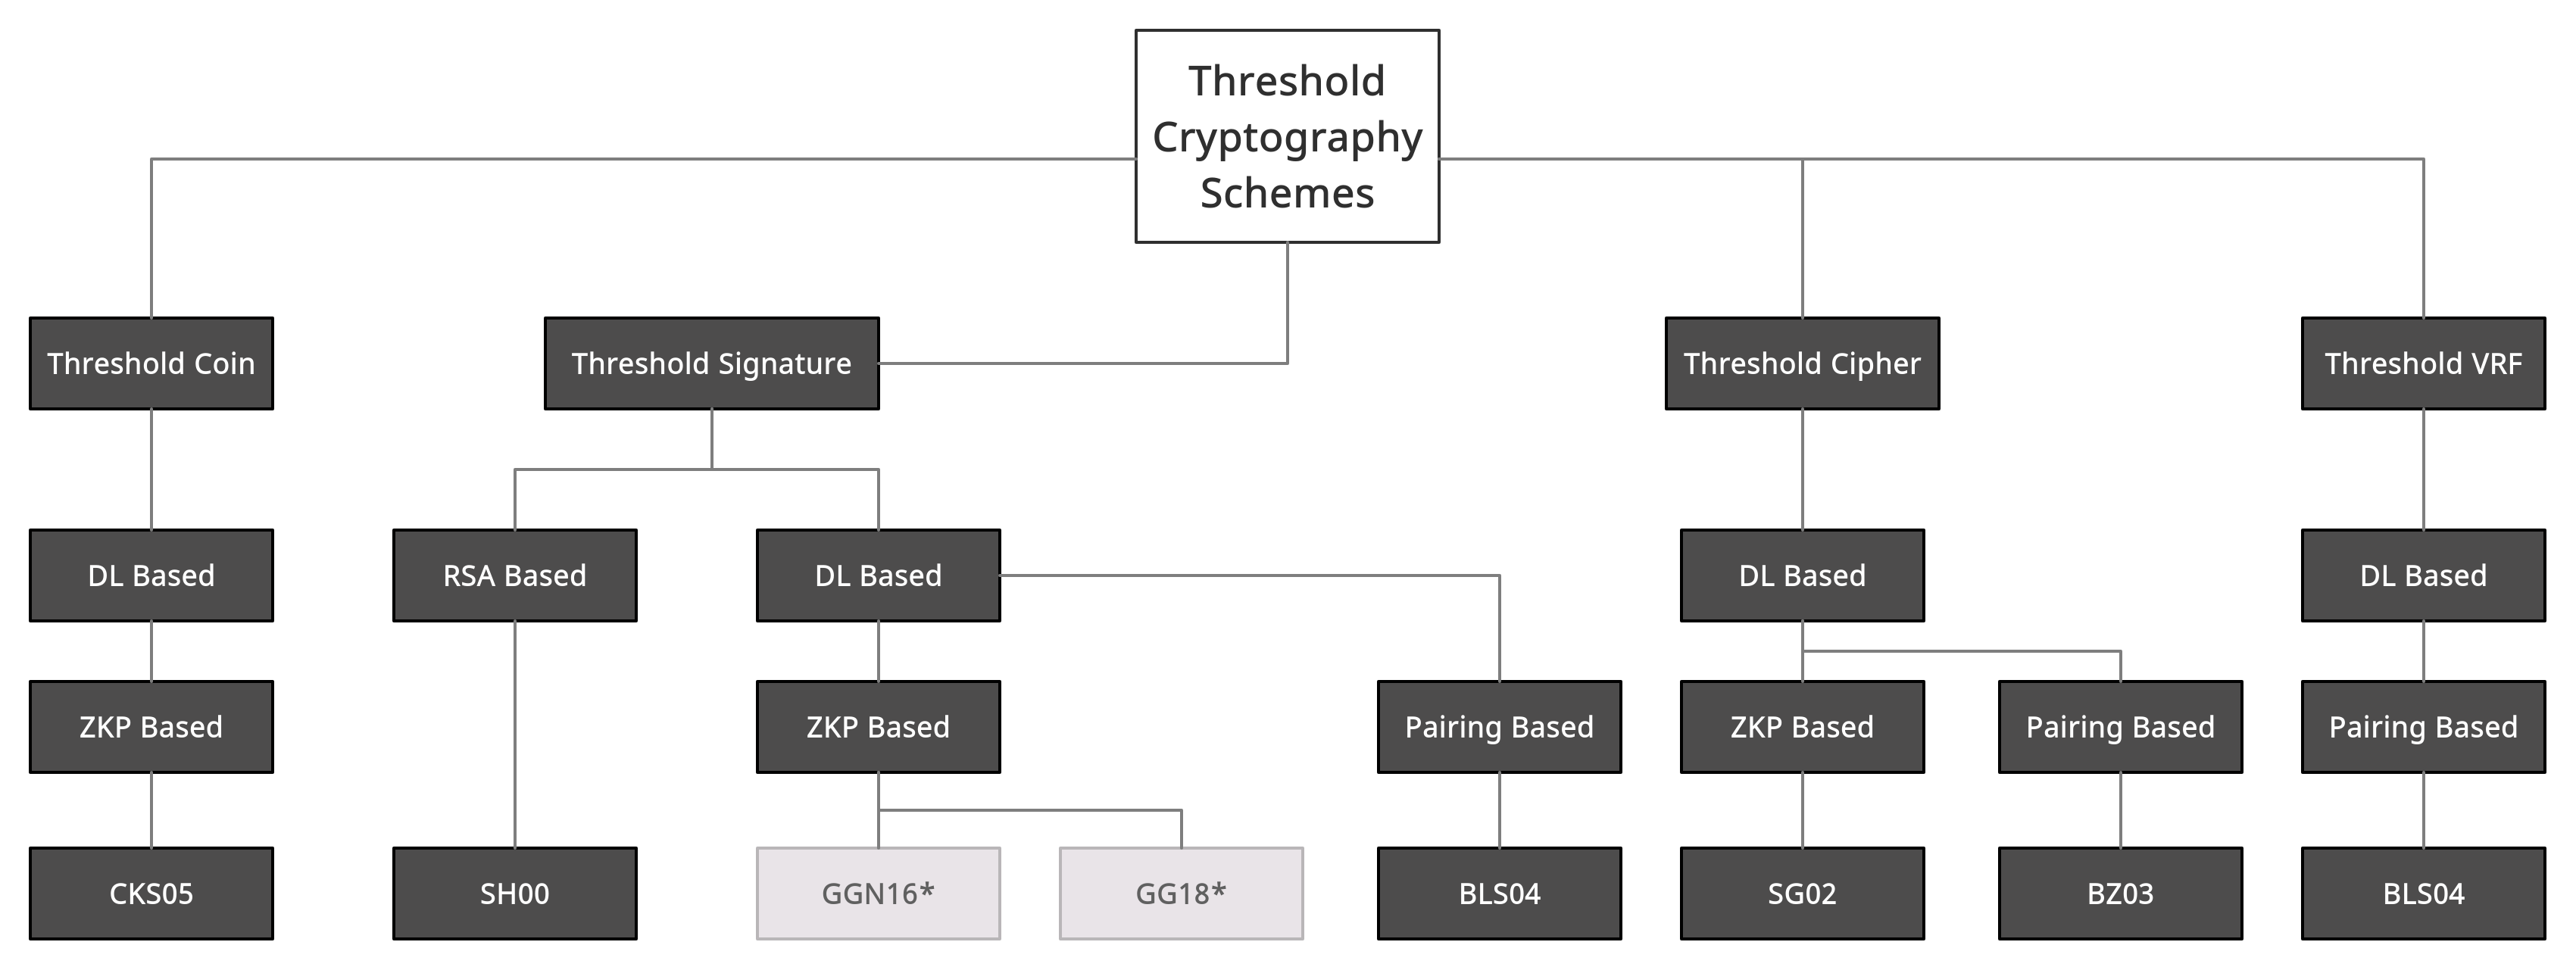 Threshold
Cryptography
Schemes
Threshold Coin
Threshold Signature
Threshold Cipher
Threshold VRF
DL Based
RSA Based
DL Based
DL Based
DL Based
ZKP Based
ZKP Based
Pairing Based
ZKP Based
Pairing Based
Pairing Based
CKS05
SH00
GGN16*
GG18*
BLS04
SG02
BZ03
BLS04